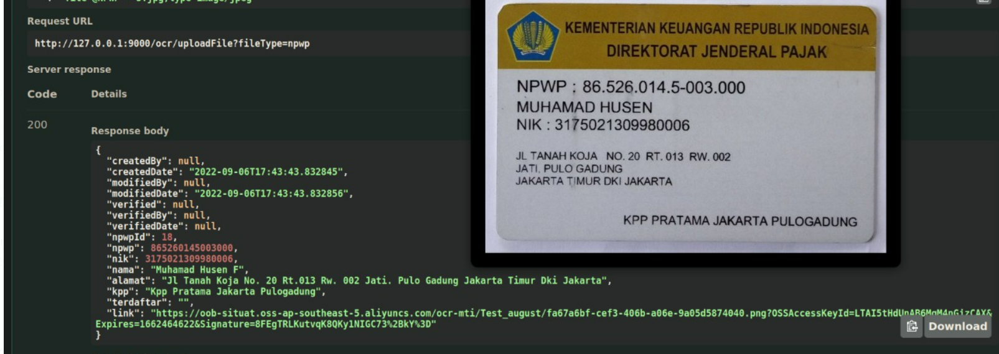 Request URL
http://127.0.0.1:9000/ocr/uploadFile?fileType=npwp
Server response
Code Details
200
Response body
{
"createdBy": null,
"createdDate": "2022-09-06T17:43:43.832845",
"modifiedBy": null,
"modifiedDate": "2022-09-06T17:43:43.832856",
"verified": null,
"verifiedBy": null,
"verifiedDate": null,
"npwpId": 18,
"npwp": 865260145003000,
"nik": 3175021309980006,
"nama": "Muhamad Husen F",
"alamat": "Jl Tanah Koja No. 20 Rt.013 Rw. 002 Jati. Pulo Gadung Jakarta Timur Dki Jakarta",
"kpp": "Kpp Pratama Jakarta Pulogadung",
"terdaftar": "",
"link": "https://oob-situat.oss-ap-southeast-5.aliyuncs.com/ocr-mti/Test_august/fa67a6bf-cef3-406b-a06e-9a05d5874040.png?OSSAccessKeyId=
Expires=1662464622&Signature=8FEgTRLKutvqK8QKy1NIGC73%2BkY%3D"
}
Download
KEMENTERIAN KEUANGAN REPUBLIK INDONESIA
DIREKTORAT JENDERAL PAJAK
NPWP : 86.526.014.5-003.000
MUHAMAD HUSEN
NIK : 3175021309980006
JL TANAH KOJA NO. 20 RT. 013 RW. 002
JATI. PULO GADUNG
JAKARTA TIMUR DKI JAKARTA
KPP PRATAMA JAKARTA PULOGADUNG